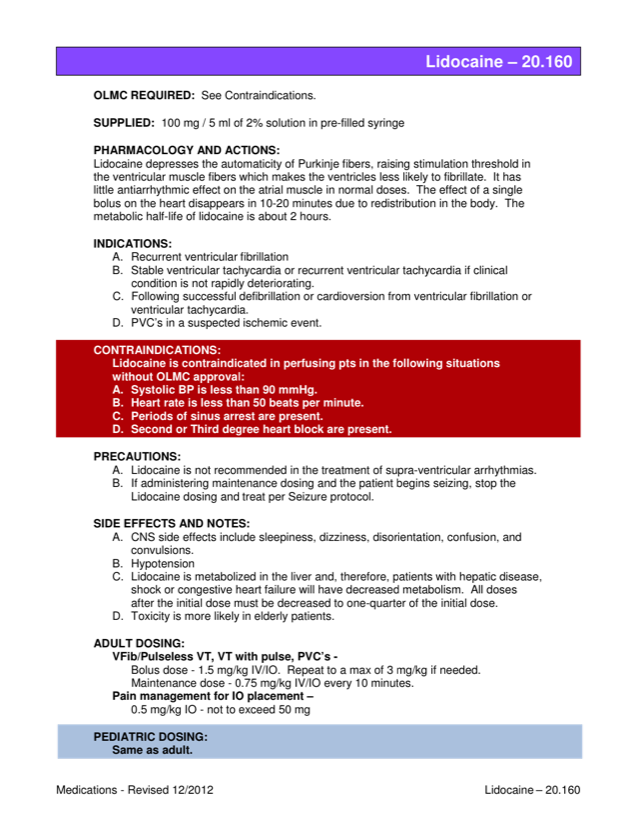 Lidocaine – 20.160
OLMC REQUIRED: See Contraindications.
SUPPLIED: 100 mg / 5 ml of 2% solution in pre-filled syringe
PHARMACOLOGY AND ACTIONS:
Lidocaine depresses the automaticity of Purkinje fibers, raising stimulation threshold in
the ventricular muscle fibers which makes the ventricles less likely to fibrillate. It has
little antiarrhythmic effect on the atrial muscle in normal doses. The effect of a single
bolus on the heart disappears in 10-20 minutes due to redistribution in the body. The
metabolic half-life of lidocaine is about 2 hours.
INDICATIONS:
A. Recurrent ventricular fibrillation
B. Stable ventricular tachycardia or recurrent ventricular tachycardia if clinical
condition is not rapidly deteriorating.
C. Following successful defibrillation or cardioversion from ventricular fibrillation or
ventricular tachycardia.
D. PVC's in a suspected ischemic event.
CONTRAINDICATIONS:
Lidocaine is contraindicated in perfusing pts in the following situations
without OLMC approval:
A. Systolic BP is less than 90 mmHg.
B. Heart rate is less than 50 beats per minute.
C. Periods of sinus arrest are present.
D. Second or Third degree heart block are present.
PRECAUTIONS:
A. Lidocaine is not recommended in the treatment of supra-ventricular arrhythmias.
B. If administering maintenance dosing and the patient begins seizing, stop the
Lidocaine dosing and treat per Seizure protocol.
SIDE EFFECTS AND NOTES:
A. CNS side effects include sleepiness, dizziness, disorientation, confusion, and
convulsions.
B. Hypotension
C. Lidocaine is metabolized in the liver and, therefore, patients with hepatic disease,
shock or congestive heart failure will have decreased metabolism. All doses
after the initial dose must be decreased to one-quarter of the initial dose.
D. Toxicity is more likely in elderly patients.
ADULT DOSING:
VFib/Pulseless VT, VT with pulse, PVC's -
Bolus dose - 1.5 mg/kg IV/IO. Repeat to a max of 3 mg/kg if needed.
Maintenance dose - 0.75 mg/kg IV/IO every 10 minutes.
Pain management for IO placement –
0.5 mg/kg IO - not to exceed 50 mg
PEDIATRIC DOSING:
Same as adult.
Medications - Revised 12/2012 Lidocaine – 20.160